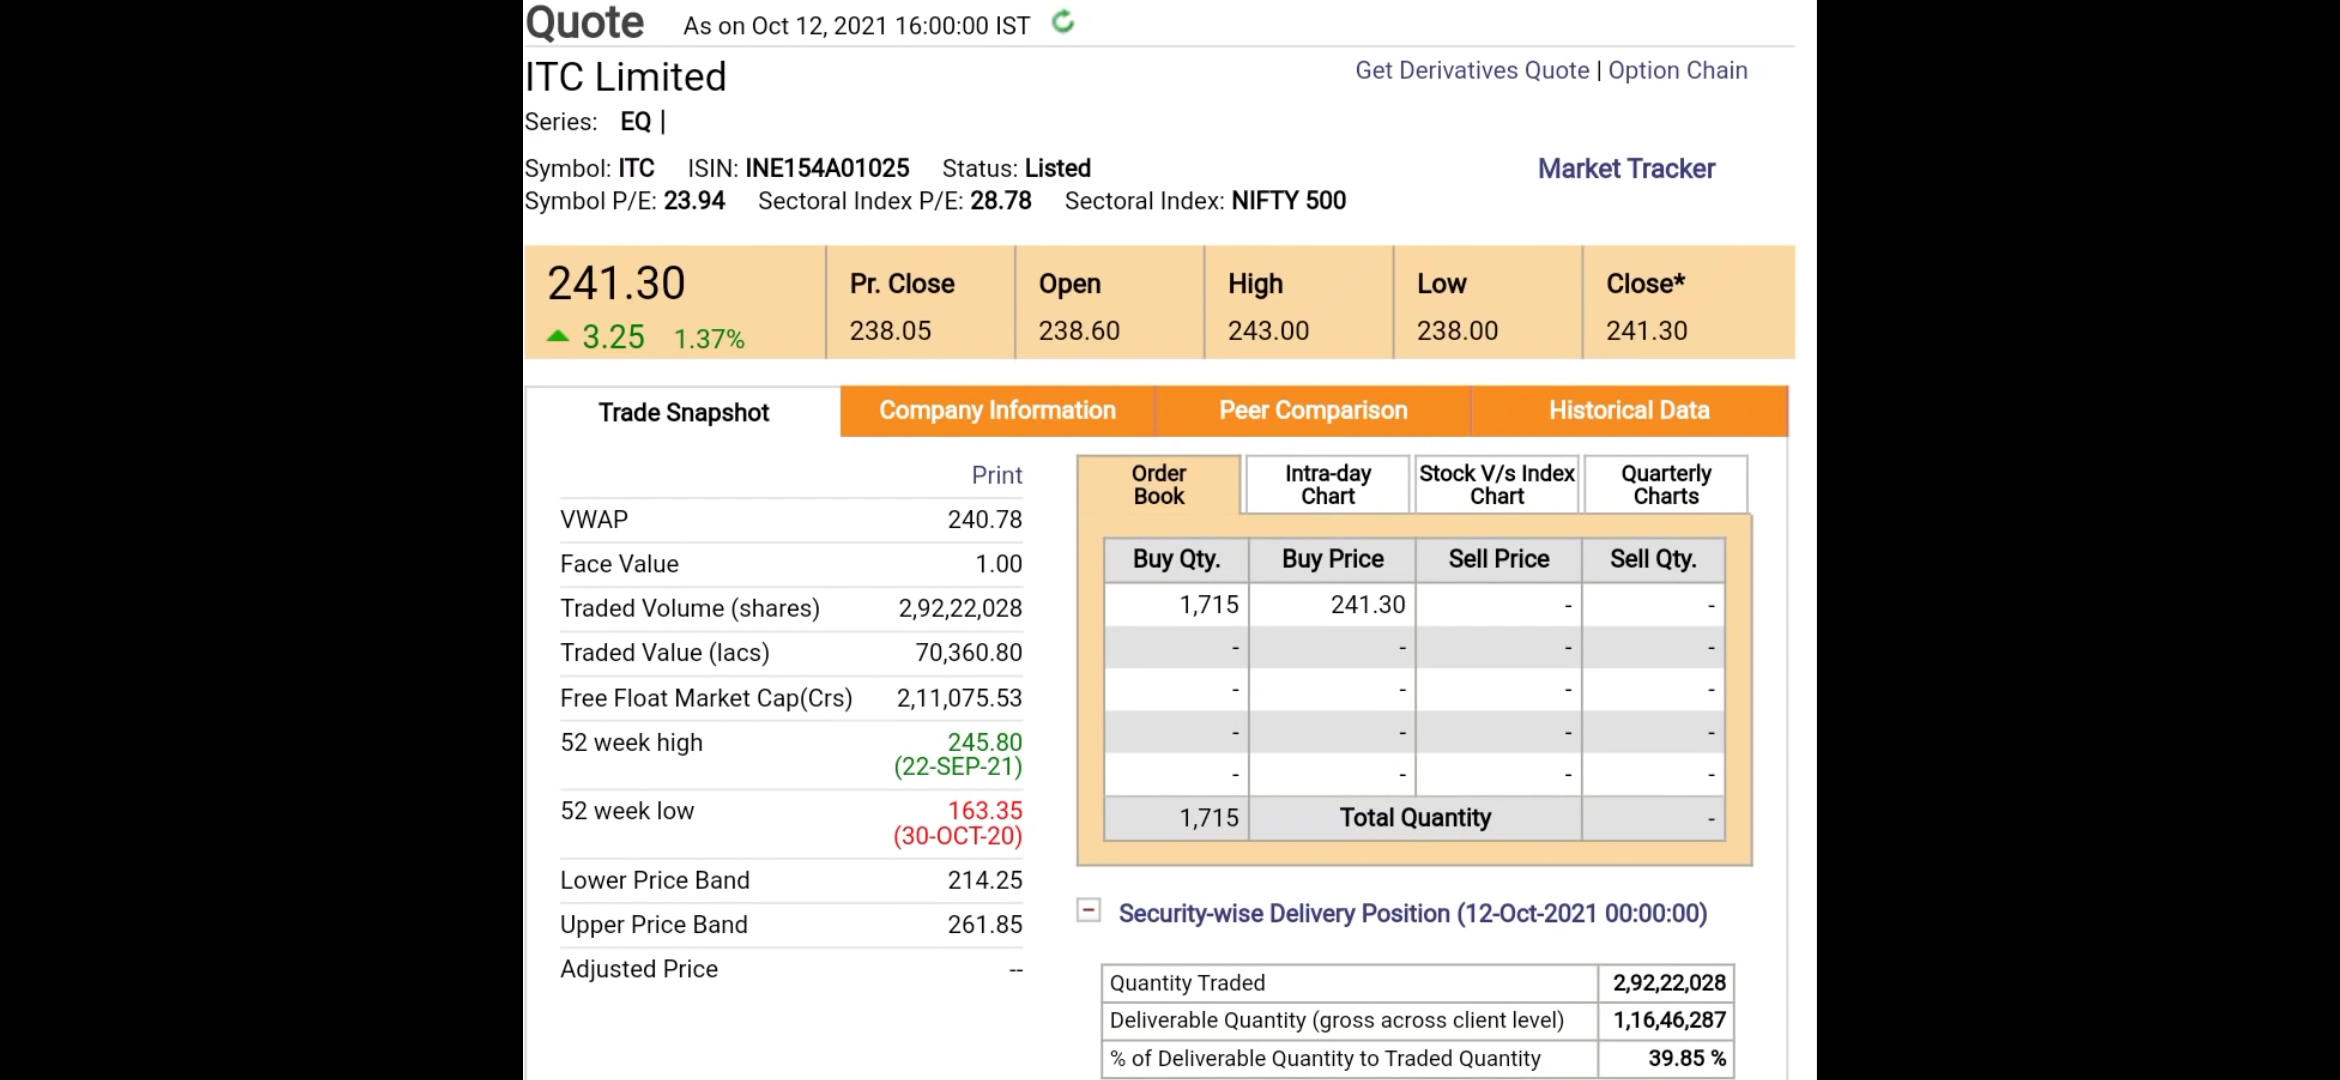 Quote As on Oct 12, 2021 16:00:00 IST
ITC Limited
Get Derivatives Quote | Option Chain
Series: EQ |
Symbol: ITC ISIN: INE154A01025 Status: Listed
Market Tracker
Symbol P/E: 23.94 Sectoral Index P/E: 28.78 Sectoral Index: NIFTY 500
241.30
3.25 1.37%
Pr. Close Open High Low Close*
238.05 238.60 243.00 238.00 241.30
Trade Snapshot Company Information Peer Comparison Historical Data
Print
VWAP 240.78
Face Value 1.00
Traded Volume (shares) 2,92,22,028
Traded Value (lacs) 70,360.80
Free Float Market Cap(Crs) 2,11,075.53
52 week high 245.80
(22-SEP-21)
52 week low 163.35
(30-OCT-20)
Lower Price Band 214.25
Upper Price Band 261.85
Adjusted Price --
Order
Book
Intra-day
Chart
Stock V/s Index
Chart
Quarterly
Charts
Buy Qty. Buy Price Sell Price Sell Qty.
1,715 241.30 - -
- - - -
- - - -
- - - -
- - - -
1,715 Total Quantity -
Security-wise Delivery Position (12-Oct-2021 00:00:00)
Quantity Traded 2,92,22,028
Deliverable Quantity (gross across client level) 1,16,46,287
% of Deliverable Quantity to Traded Quantity 39.85 %